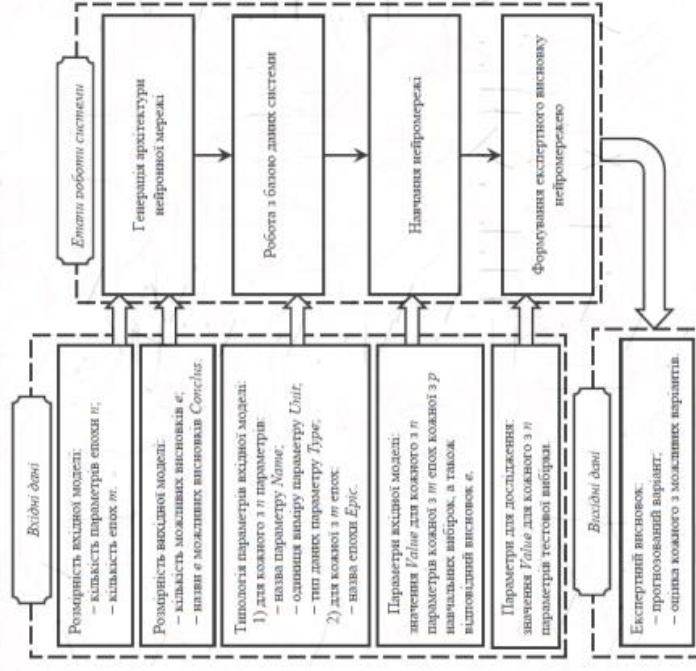 Вхідні дані
Розмірність вхідної моделі:
– кількість параметрів епохи n;
– кількість епох m.
Розмірність вихідної моделі:
– кількість можливих висновків e;
– назви e можливих висновків Conclus.
Типологія параметрів вхідної моделі:
1) для кожного з n параметрів:
– назва параметру Name;
– одиниця виміру параметру Unit;
– тип даних параметру Type;
2) для кожної з m епох:
– назва епохи Epic.
Параметри вхідної моделі:
значення Value для кожного з n
параметрів кожної з m епох кожної з p
навчальних вибірок, а також
відповідний висновок e.
Параметри для дослідження:
значення Value для кожного з n
параметрів тестової вибірки.
Етапи роботи системи
Генерація архітектури
нейронної мережі
Робота з базою даних системи
Навчання нейромережі
Формування експертного висновку
нейромережею
Вихідні дані
Експертний висновок:
– прогнозований варіант;
– оцінка кожного з можливих варіантів.